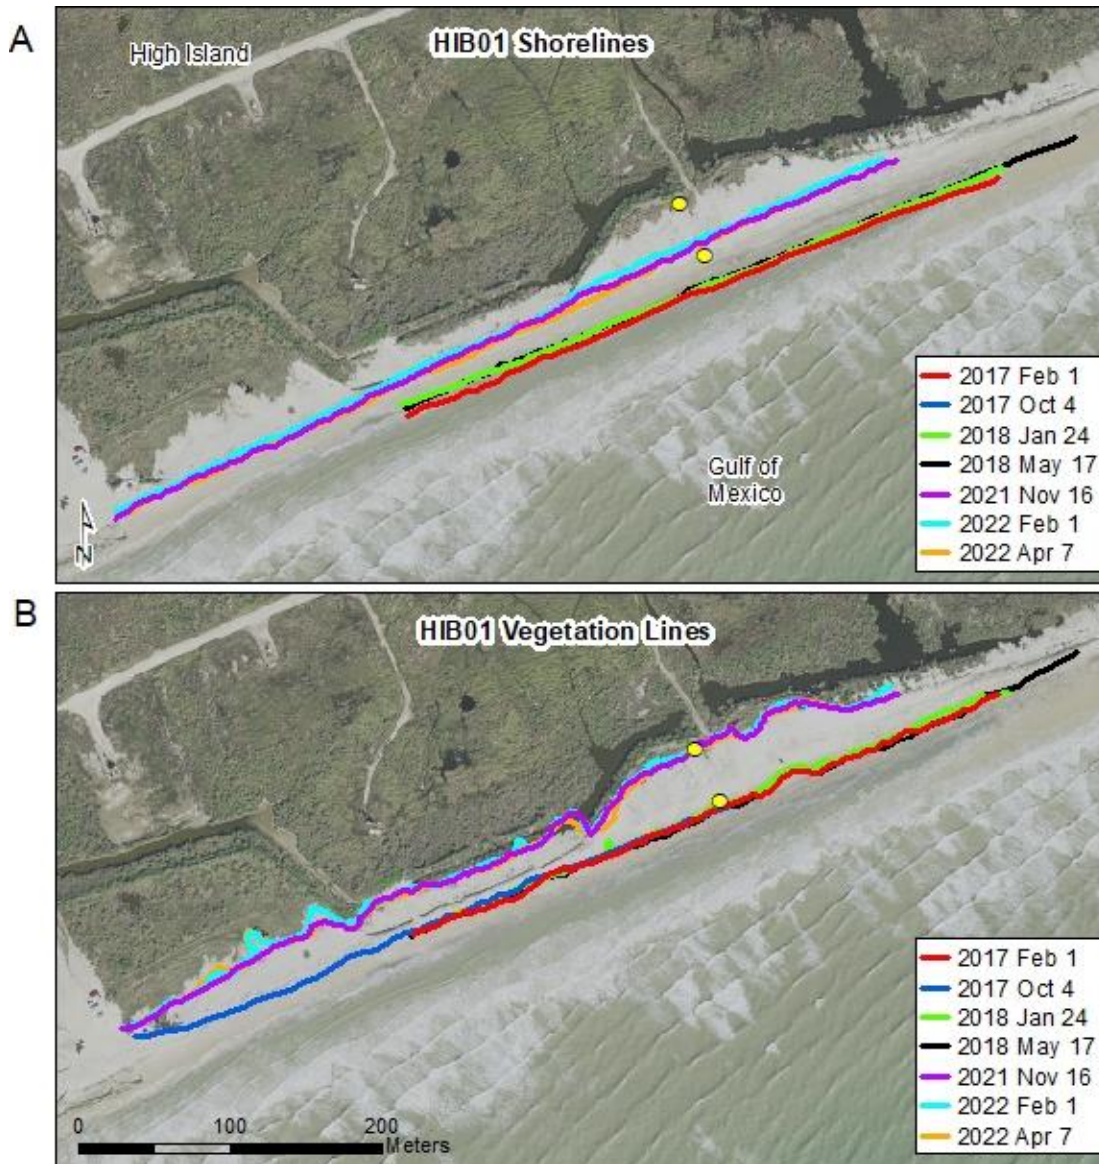 A
High Island
HIB01 Shorelines
2017 Feb 1
2017 Oct 4
2018 Jan 24
2018 May 17
2021 Nov 16
2022 Feb 1
2022 Apr 7
Gulf of
Mexico
N
B
HIB01 Vegetation Lines
2017 Feb 1
2017 Oct 4
2018 Jan 24
2018 May 17
2021 Nov 16
2022 Feb 1
2022 Apr 7
0 100 200
Meters